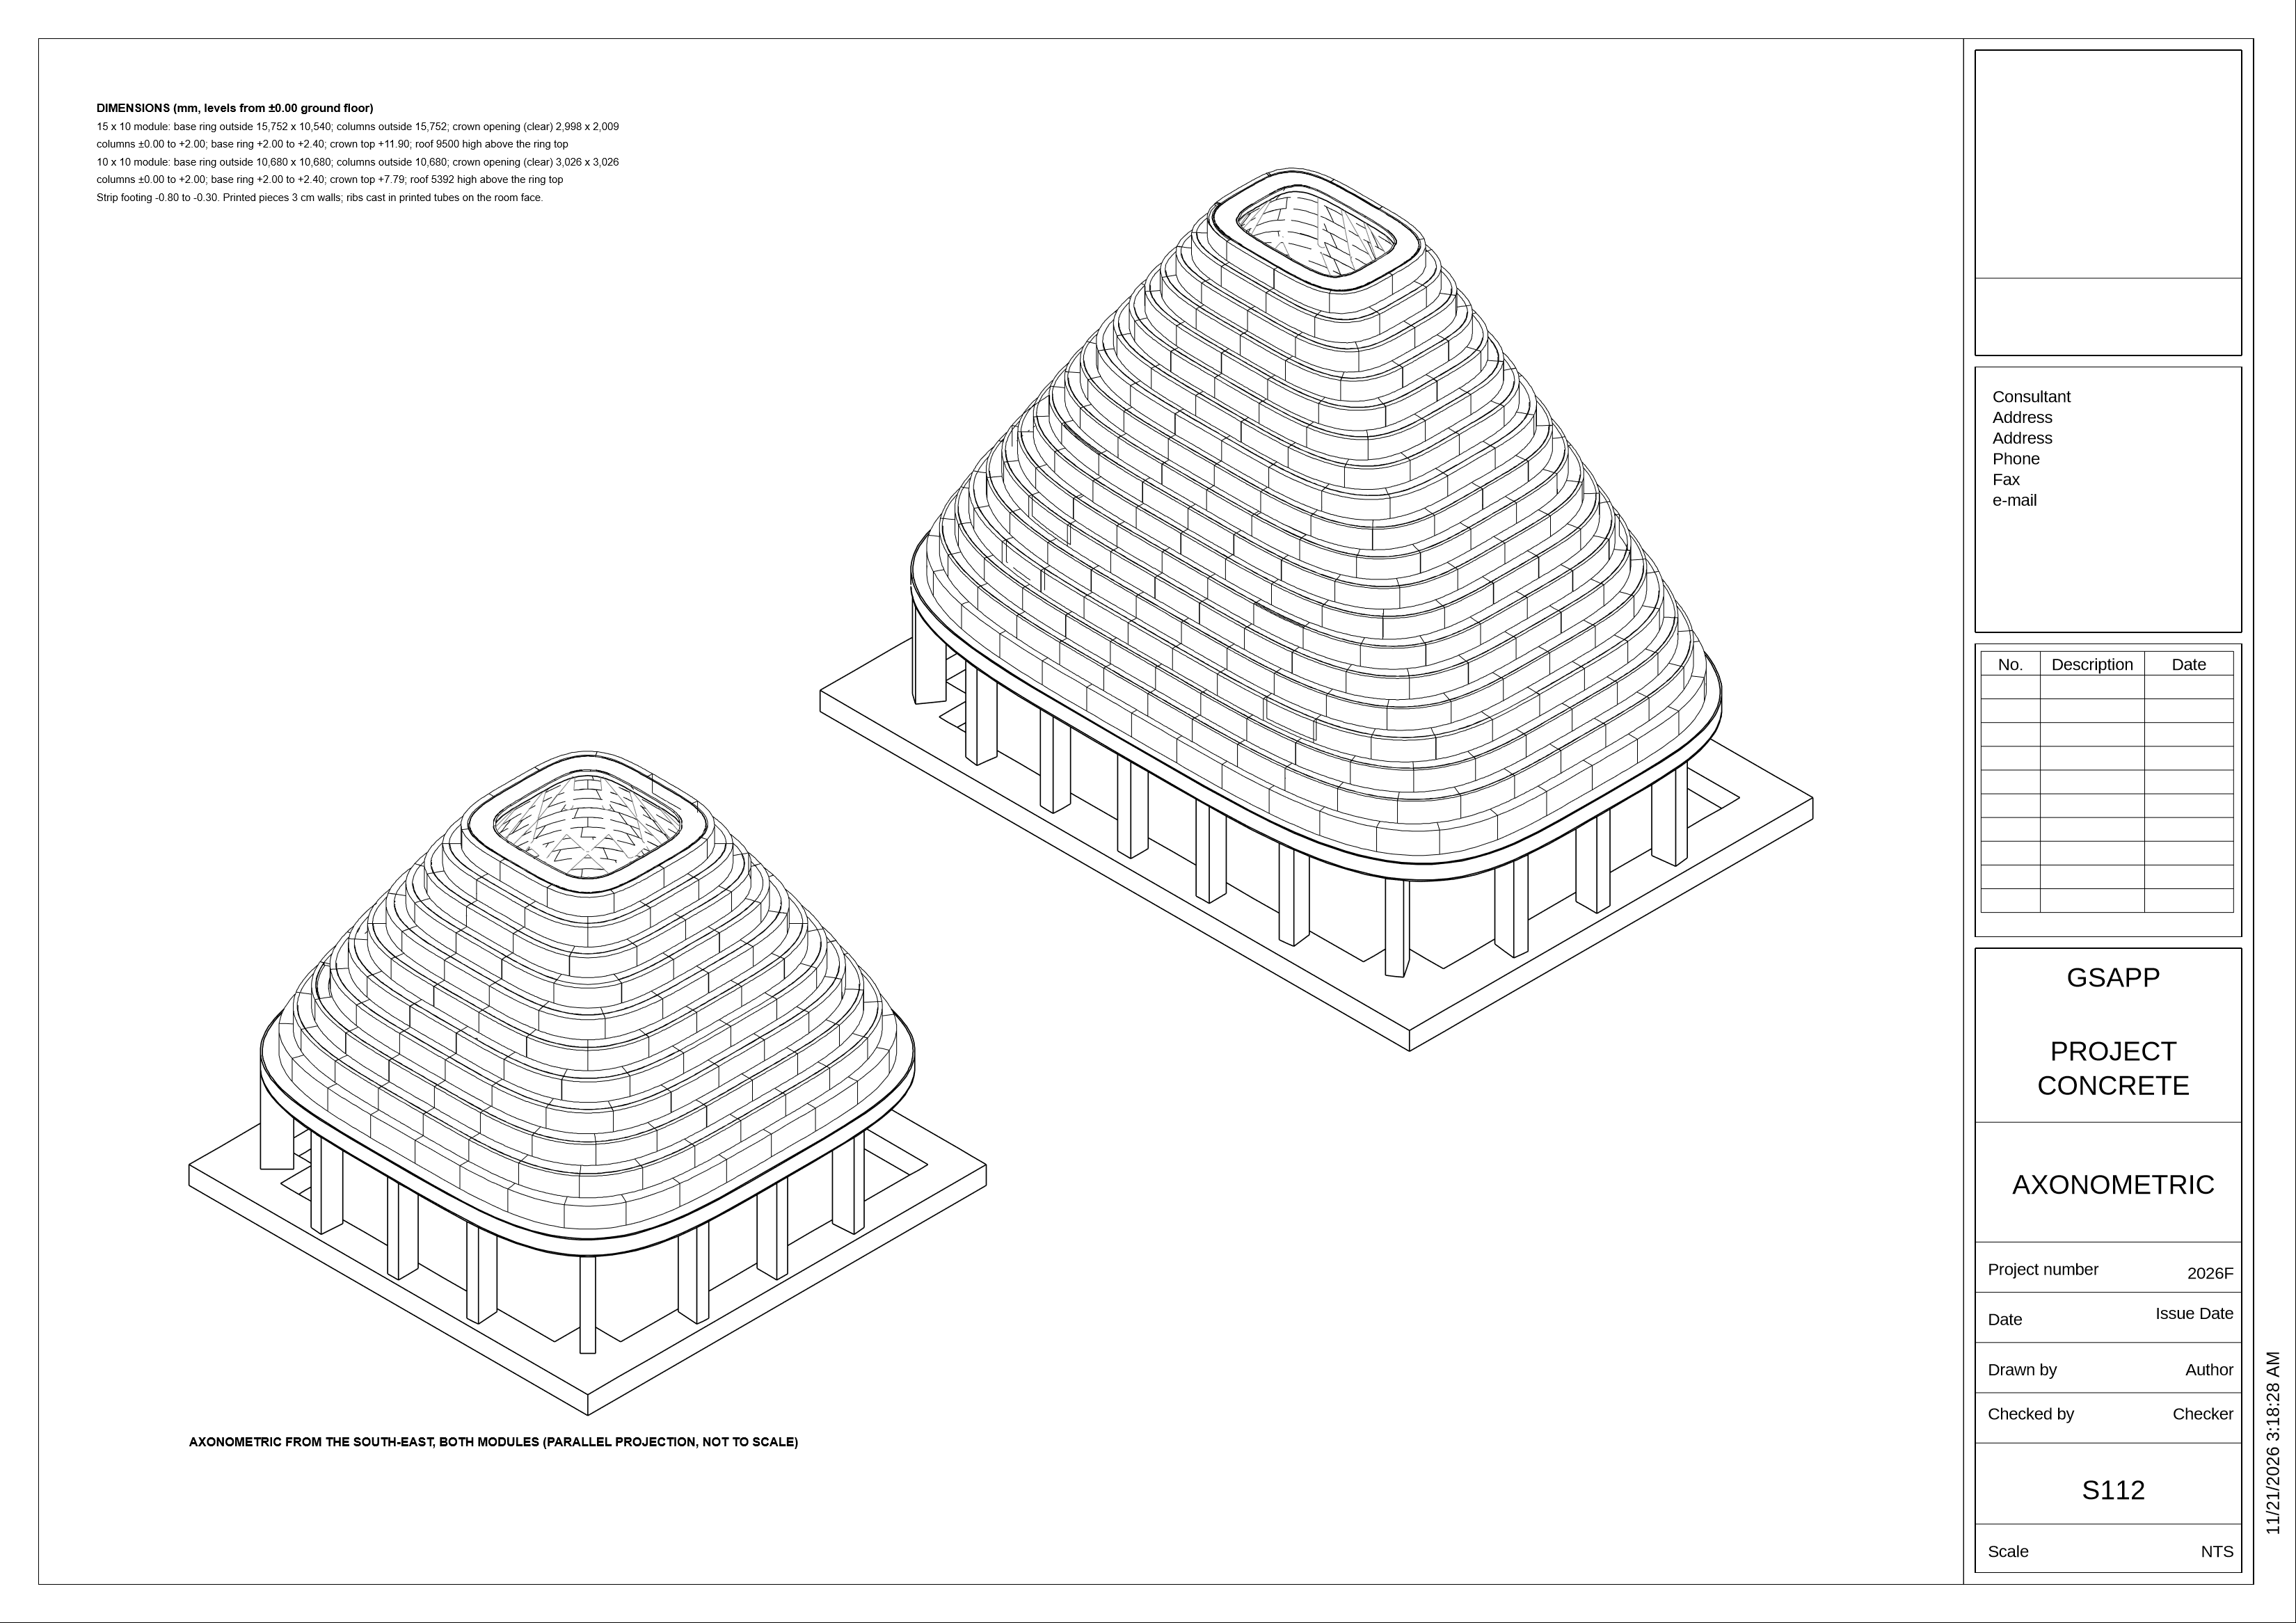 DIMENSIONS (mm, levels from ±0.00 ground floor)
15 x 10 module: base ring outside 15,752 x 10,540; columns outside 15,752; crown opening (clear) 2,998 x 2,009
columns ±0.00 to +2.00; base ring +2.00 to +2.40; crown top +11.90; roof 9500 high above the ring top
10 x 10 module: base ring outside 10,680 x 10,680; columns outside 10,680; crown opening (clear) 3,026 x 3,026
columns ±0.00 to +2.00; base ring +2.00 to +2.40; crown top +7.79; roof 5392 high above the ring top
Strip footing -0.80 to -0.30. Printed pieces 3 cm walls; ribs cast in printed tubes on the room face.
AXONOMETRIC FROM THE SOUTH-EAST, BOTH MODULES (PARALLEL PROJECTION, NOT TO SCALE)
Consultant
Address
Address
Phone
Fax
e-mail
No. Description Date
GSAPP
PROJECT
CONCRETE
AXONOMETRIC
Project number 2026F
Date Issue Date
Drawn by Author
Checked by Checker
S112
Scale NTS
11/21/2026 3:18:28 AM